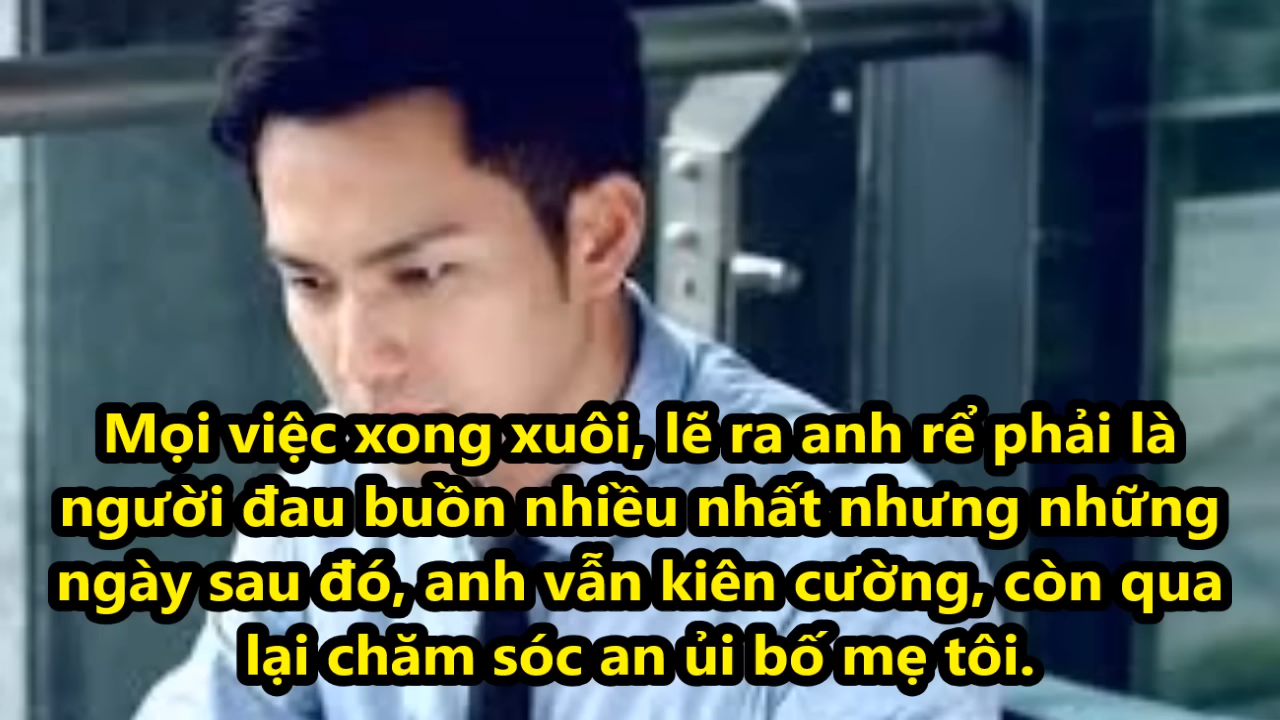 Mọi việc xong xuôi, lẽ ra anh rể phải là
người đau buồn nhiều nhất nhưng những
ngày sau đó, anh vẫn kiên cường, còn qua
lại chăm sóc an ủi bố mẹ tôi.